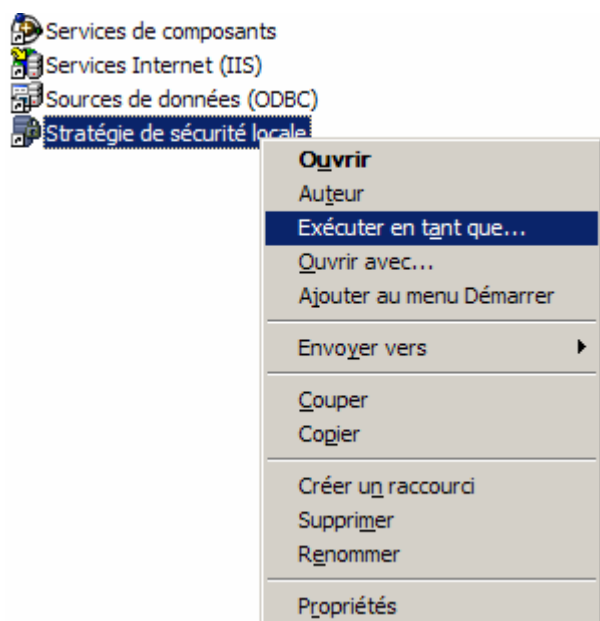 Services de composants
Services Internet (IIS)
Sources de données (ODBC)
Stratégie de sécurité locale
Ouvrir
Auteur
Exécuter en tant que...
Ouvrir avec...
Ajouter au menu Démarrer
Envoyer vers
Couper
Copier
Créer un raccourci
Supprimer
Renommer
Propriétés